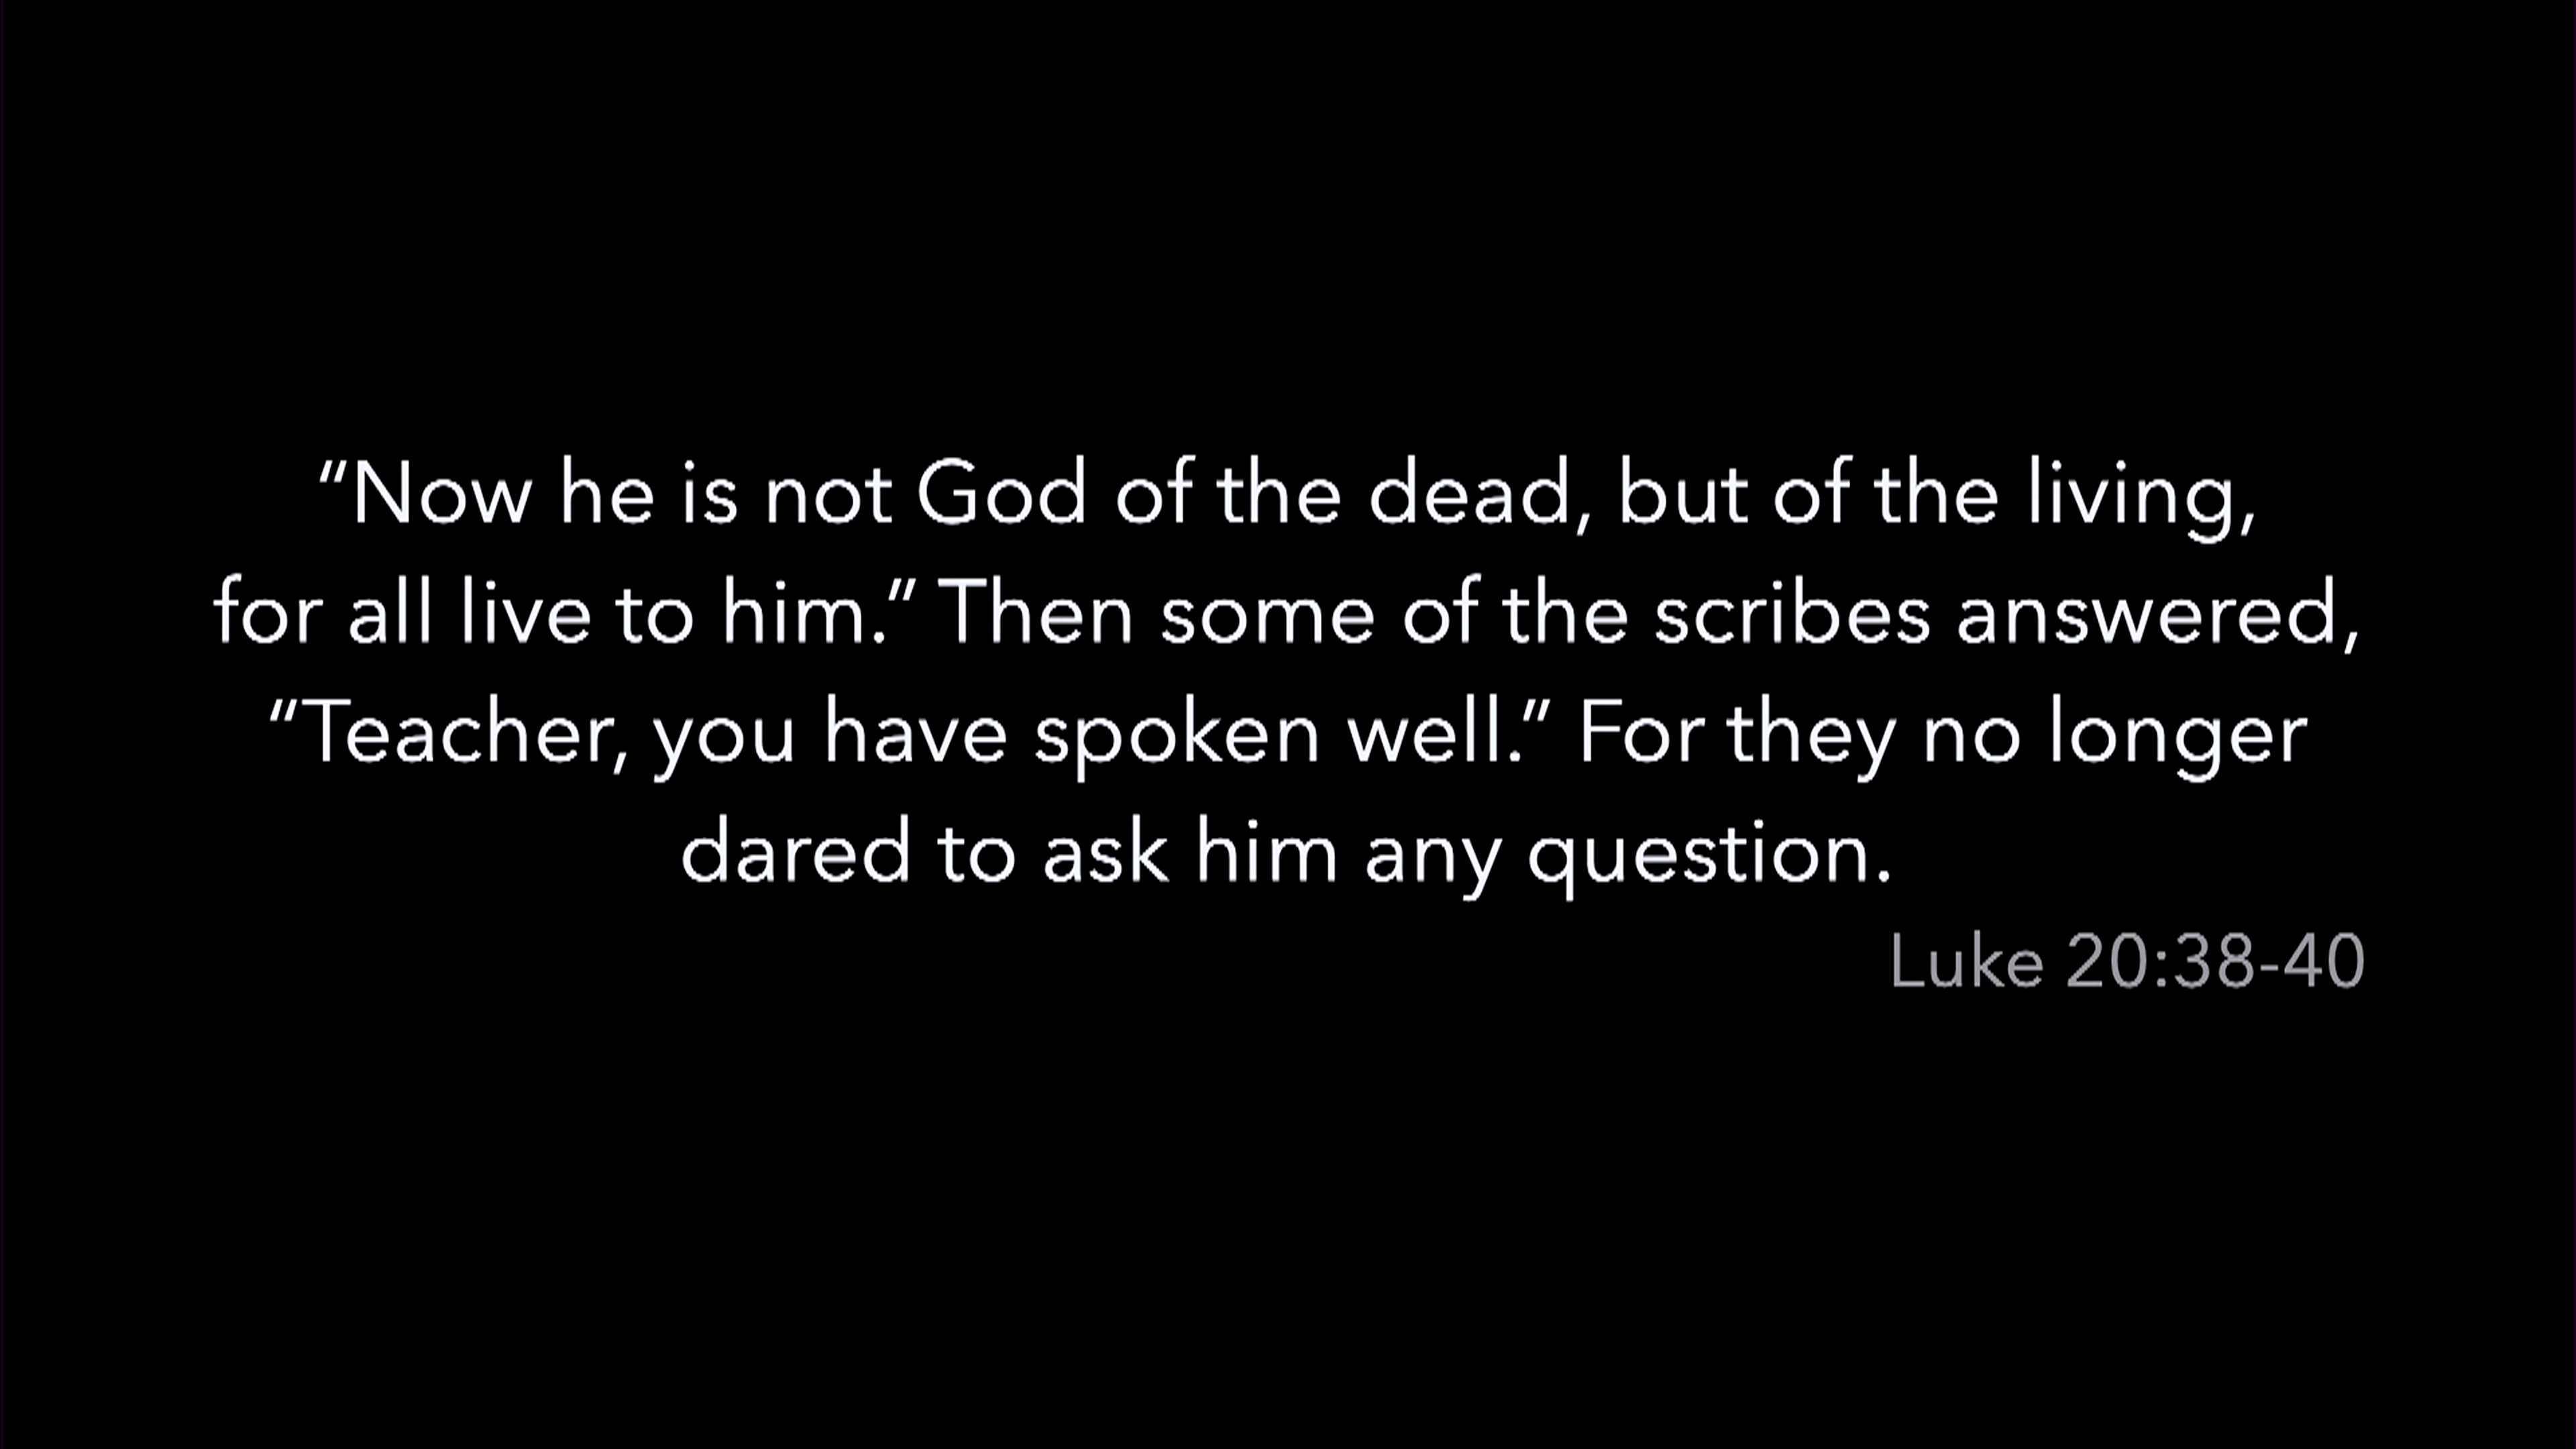 “Now he is not God of the dead, but of the living,
for all live to him.” Then some of the scribes answered,
“Teacher, you have spoken well.” For they no longer
dared to ask him any question.
Luke 20:38-40